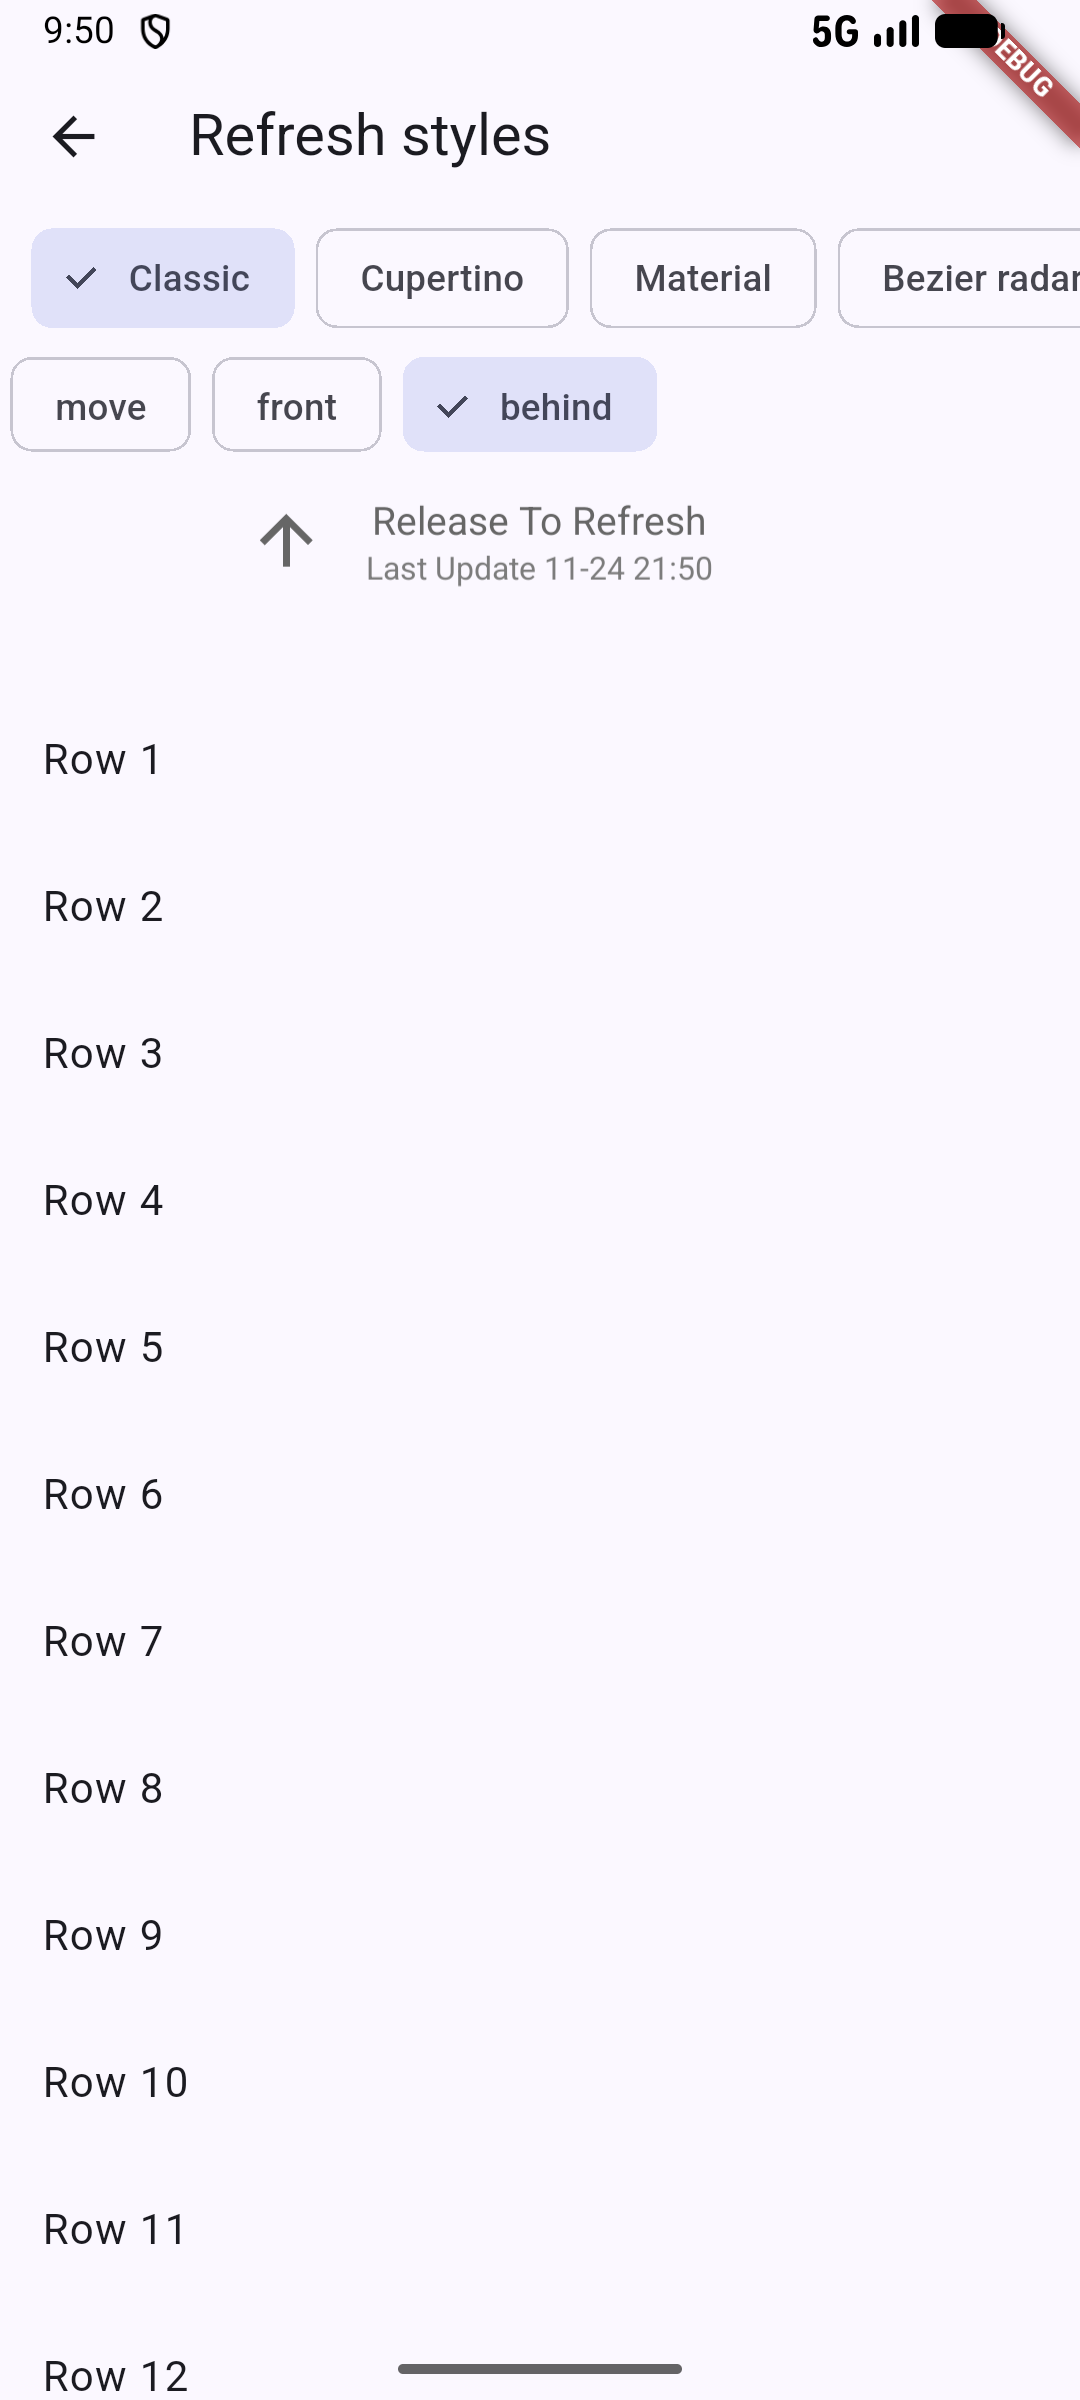 9:50 5G
EBUG
Refresh styles
Classic Cupertino Material Bezier radar
move front behind
Release To Refresh
Last Update 11-24 21:50
Row 1
Row 2
Row 3
Row 4
Row 5
Row 6
Row 7
Row 8
Row 9
Row 10
Row 11
Row 12